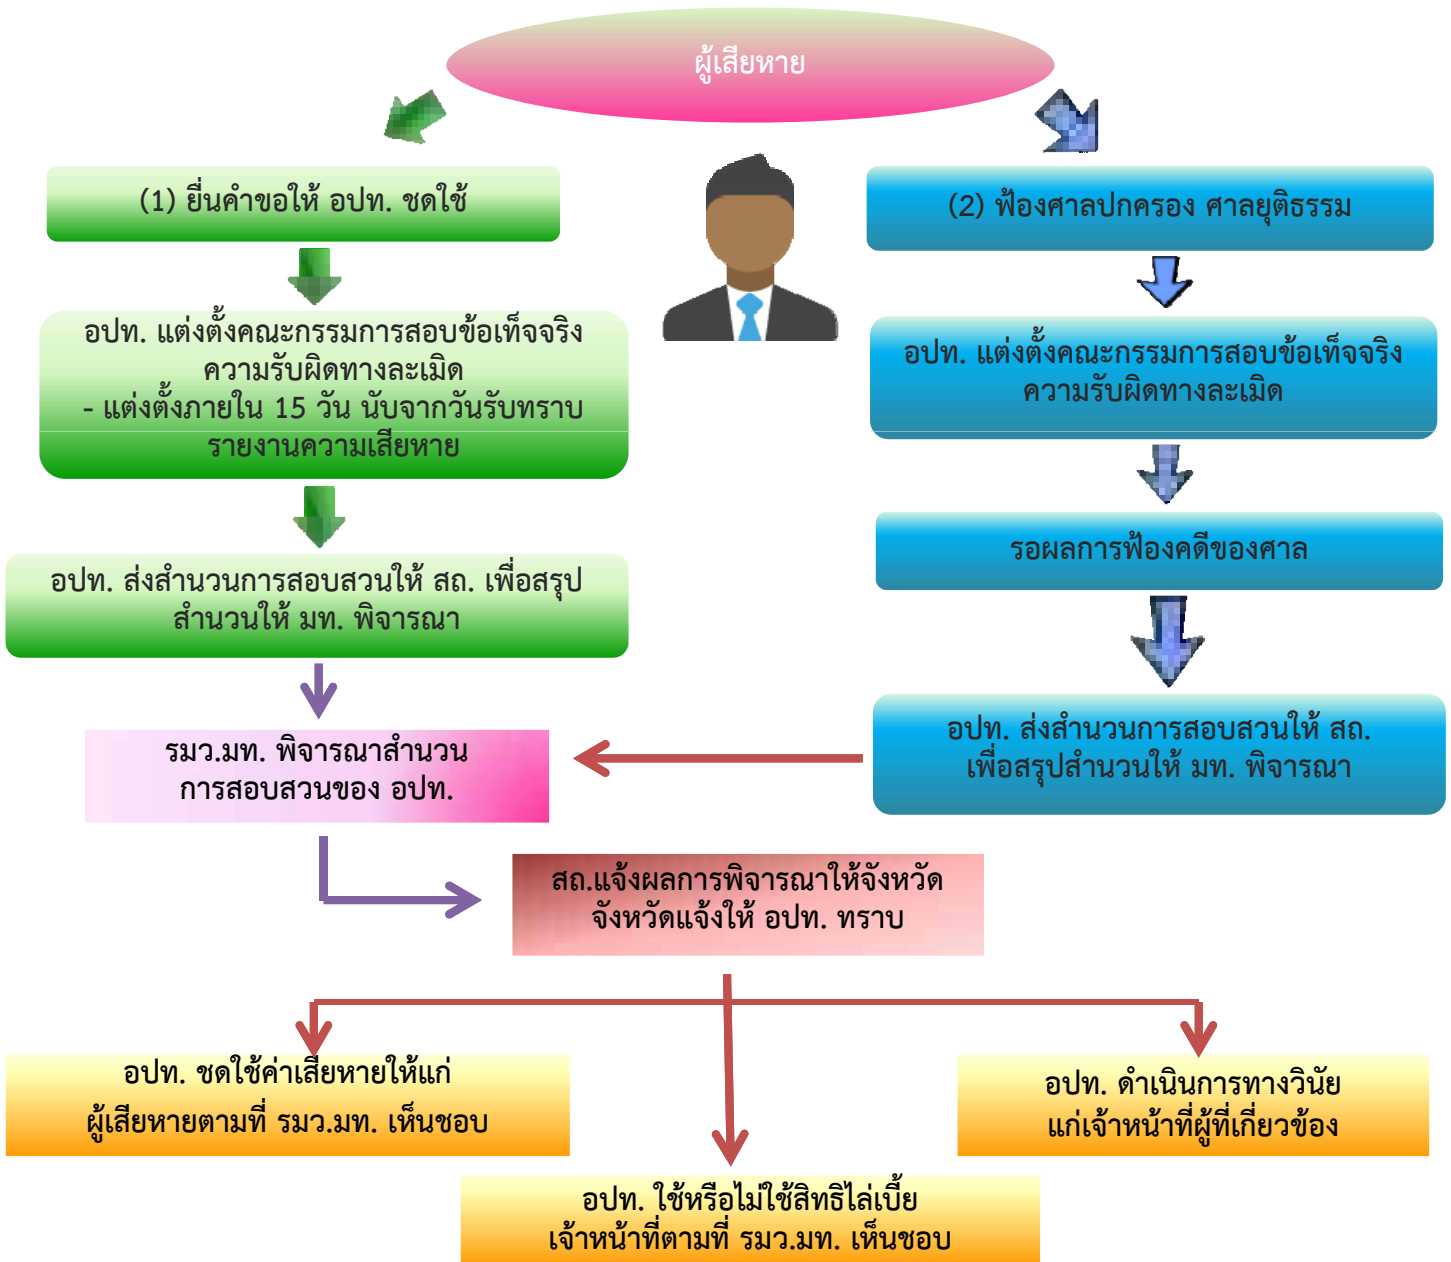 ผู้เสียหาย
(1) ยื่นคำขอให้ อปท. ชดใช้
อปท. แต่งตั้งคณะกรรมการสอบข้อเท็จจริง
ความรับผิดทางละเมิด
- แต่งตั้งภายใน 15 วัน นับจากวันรับทราบ
รายงานความเสียหาย
อปท. ส่งสำนวนการสอบสวนให้ สถ. เพื่อสรุป
สำนวนให้ มท. พิจารณา
(2) ฟ้องศาลปกครอง ศาลยุติธรรม
อปท. แต่งตั้งคณะกรรมการสอบข้อเท็จจริง
ความรับผิดทางละเมิด
รอผลการฟ้องคดีของศาล
อปท. ส่งสำนวนการสอบสวนให้ สถ.
เพื่อสรุปสำนวนให้ มท. พิจารณา
รมว.มท. พิจารณาสำนวน
การสอบสวนของ อปท.
สถ.แจ้งผลการพิจารณาให้จังหวัด
จังหวัดแจ้งให้ อปท. ทราบ
อปท. ชดใช้ค่าเสียหายให้แก่
ผู้เสียหายตามที่ รมว.มท. เห็นชอบ
อปท. ใช้หรือไม่ใช้สิทธิไล่เบี้ย
เจ้าหน้าที่ตามที่ รมว.มท. เห็นชอบ
อปท. ดำเนินการทางวินัย
แก่เจ้าหน้าที่ผู้ที่เกี่ยวข้อง